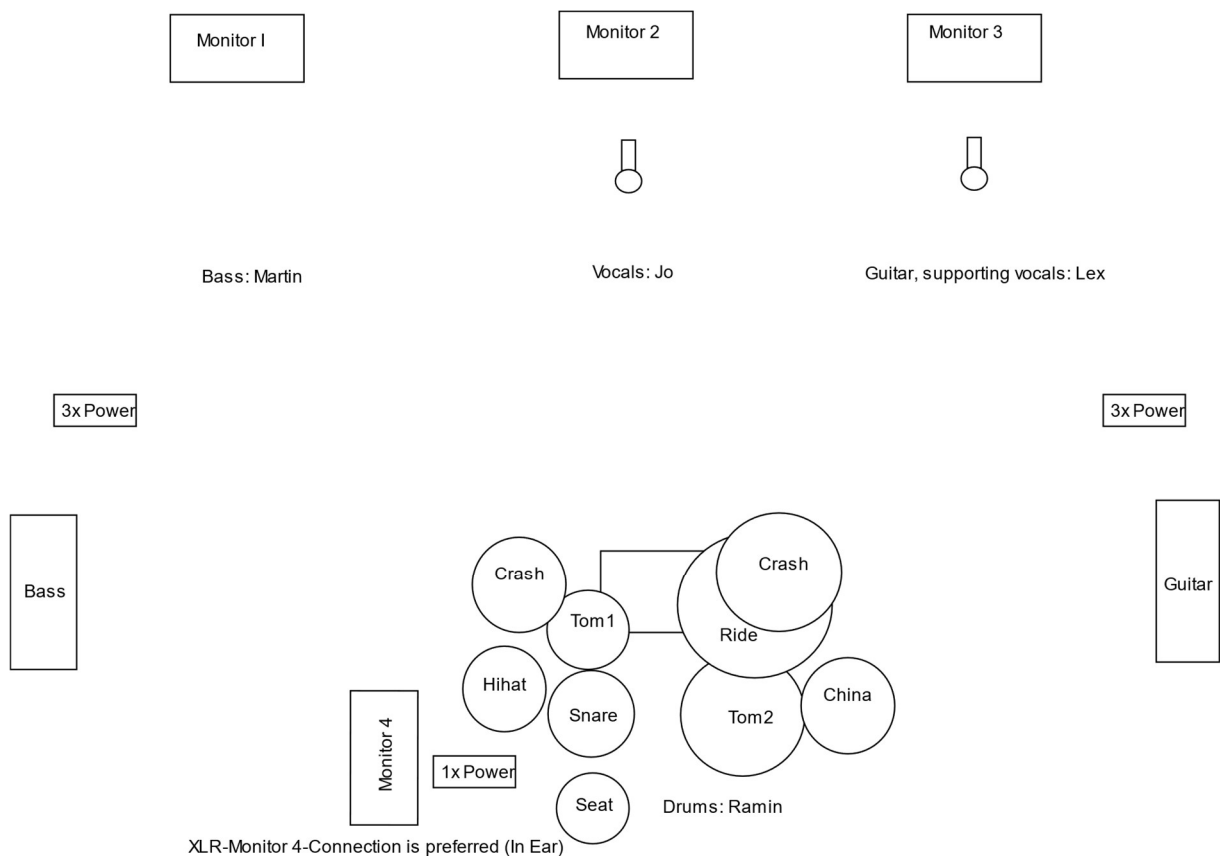 Monitor I
Monitor 2
Monitor 3
Bass: Martin
Vocals: Jo
Guitar, supporting vocals: Lex
3x Power
3x Power
Bass
Crash
Tom1
Crash
Ride
Guitar
Hihat
Snare
Tom2
China
Monitor 4
1x Power
Seat
Drums: Ramin
XLR-Monitor 4-Connection is preferred (In Ear)